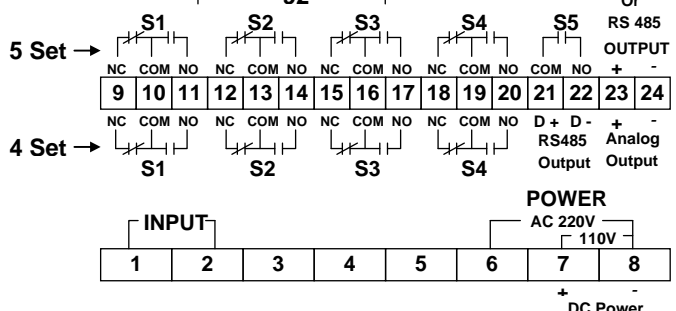 Or
S1 S2 S3 S4 S5 RS 485
5 Set → OUTPUT
NC COM NO NC COM NO NC COM NO NC COM NO COM NO + -
9 10 11 12 13 14 15 16 17 18 19 20 21 22 23 24
NC COM NO NC COM NO NC COM NO NC COM NO D + D - + -
4 Set → RS485 Analog
S1 S2 S3 S4 Output Output
POWER
INPUT AC 220V
110V
1 2 3 4 5 6 7 8
+ -
DC Power